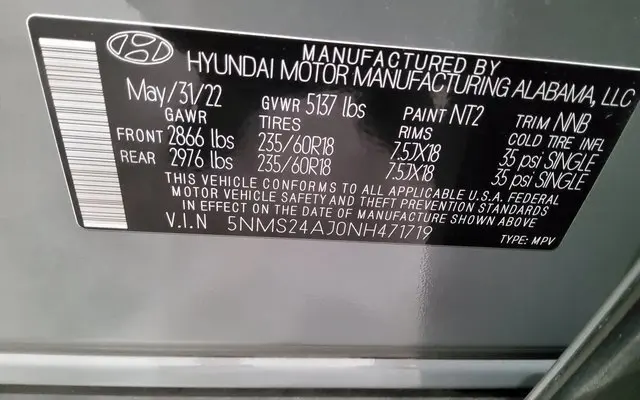 MANUFACTURED BY
HYUNDAI MOTOR MANUFACTURING ALABAMA, LLC
May/31/22 GVWR 5137 lbs PAINT NT2 TRIM NNB
GAWR TIRES RIMS COLD TIRE INFL
FRONT 2866 lbs 235/60R18 7.5JX18 35 psi SINGLE
REAR 2976 lbs 235/60R18 7.5JX18 35 psi SINGLE
THIS VEHICLE CONFORMS TO ALL APPLICABLE U.S.A. FEDERAL
MOTOR VEHICLE SAFETY AND THEFT PREVENTION STANDARDS
IN EFFECT ON THE DATE OF MANUFACTURE SHOWN ABOVE
V.I.N 5NMS24AJ0NH471719
TYPE: MPV